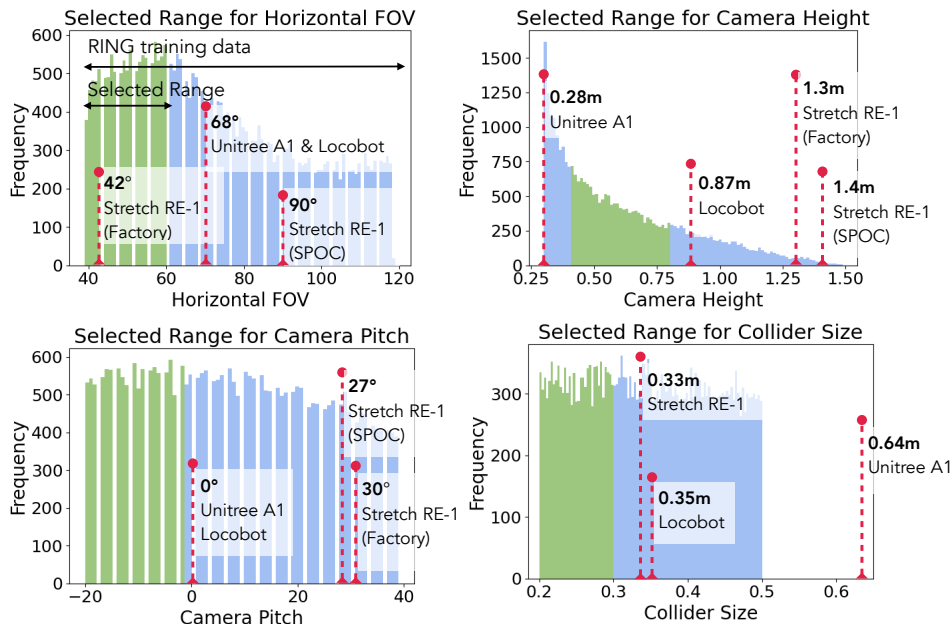 Selected Range for Horizontal FOV
600
500
400
300
200
100
0
Frequency
RING training data
Selected Range
68°
Unitree A1 & Locobot
42°
Stretch RE-1
(Factory)
90°
Stretch RE-1
(SPOC)
40 60 80 100 120
Horizontal FOV
Selected Range for Camera Height
1500
1250
1000
750
500
250
0
Frequency
0.28m
Unitree A1
1.3m
Stretch RE-1
(Factory)
0.87m
Locobot
1.4m
Stretch RE-1
(SPOC)
0.25 0.50 0.75 1.00 1.25 1.50
Camera Height
Selected Range for Camera Pitch
600
500
400
300
200
100
0
Frequency
27°
Stretch RE-1
(SPOC)
0°
Unitree A1
Locobot
30°
Stretch RE-1
(Factory)
−20 0 20 40
Camera Pitch
Selected Range for Collider Size
300
200
100
0
Frequency
0.33m
Stretch RE-1
0.64m
Unitree A1
0.35m
Locobot
0.2 0.3 0.4 0.5 0.6
Collider Size